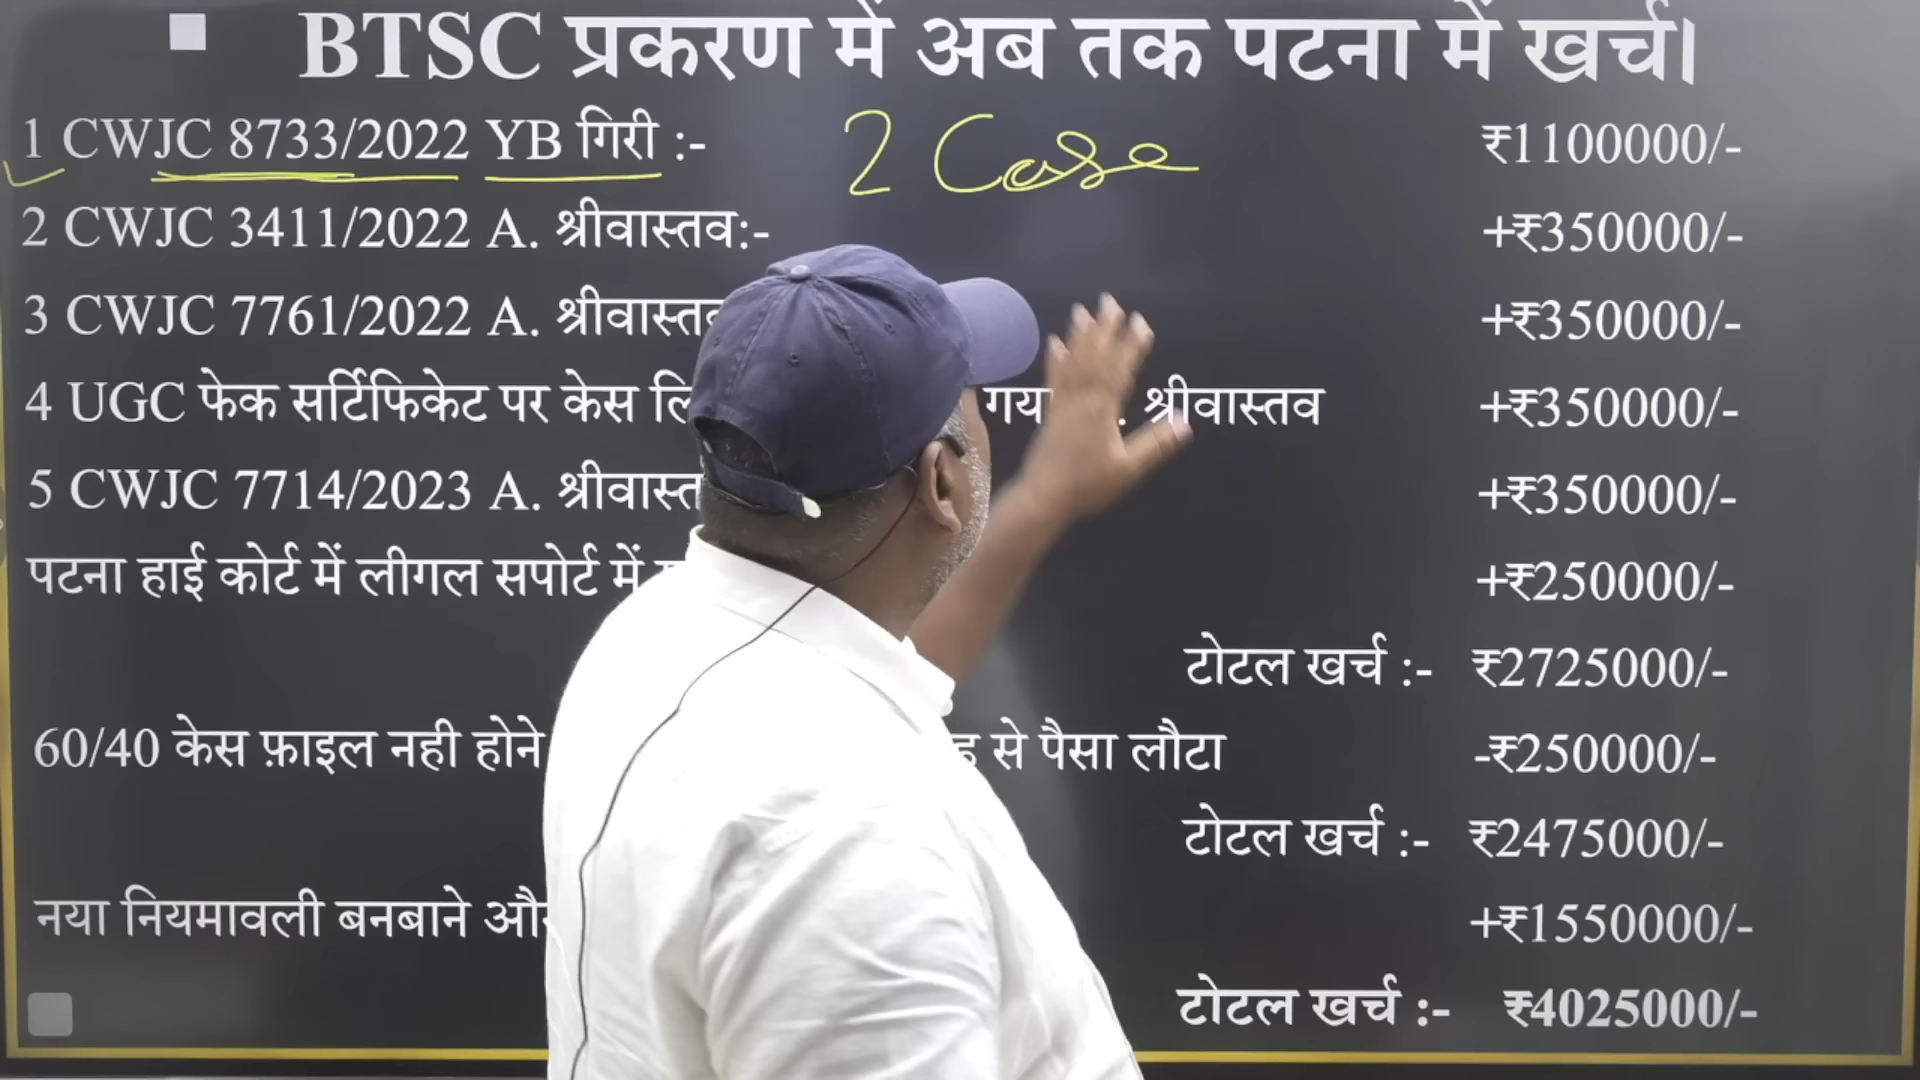 BTSC प्रकरण में अब तक पटना में खर्च।
1 CWJC 8733/2022 YB गिरी :- 2 Case ₹1100000/-
2 CWJC 3411/2022 A. श्रीवास्तव:- +₹350000/-
3 CWJC 7761/2022 A. +₹350000/-
4 UGC फेक सर्टिफिकेट पर केस श्रीवास्तव +₹350000/-
5 CWJC 7714/2023 A. +₹350000/-
पटना हाई कोर्ट में लीगल सपोर्ट में +₹250000/-
टोटल खर्च :- ₹2725000/-
60/40 केस फ़ाइल नही होने से पैसा लौटा -₹250000/-
टोटल खर्च :- ₹2475000/-
नया नियमावली बनबाने +₹1550000/-
टोटल खर्च :- ₹4025000/-